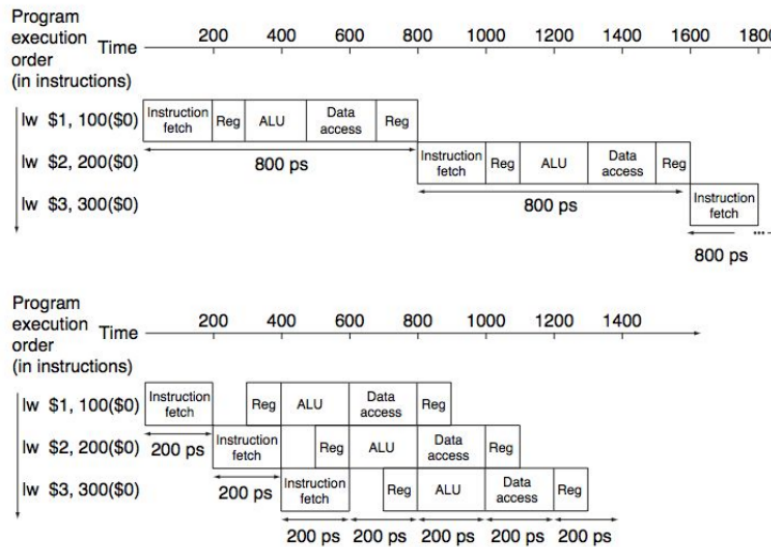 Program
execution
order
(in instructions)
Time
200 400 600 800 1000 1200 1400 1600 1800
lw $1, 100($0)
Instruction
fetch
Reg
ALU
Data
access
Reg
lw $2, 200($0)
800 ps
Instruction
fetch
Reg
ALU
Data
access
Reg
lw $3, 300($0)
800 ps
Instruction
fetch
800 ps
...
Program
execution
order
(in instructions)
Time
200 400 600 800 1000 1200 1400
lw $1, 100($0)
Instruction
fetch
Reg
ALU
Data
access
Reg
lw $2, 200($0)
200 ps
Instruction
fetch
Reg
ALU
Data
access
Reg
lw $3, 300($0)
200 ps
Instruction
fetch
Reg
ALU
Data
access
Reg
200 ps 200 ps 200 ps 200 ps 200 ps